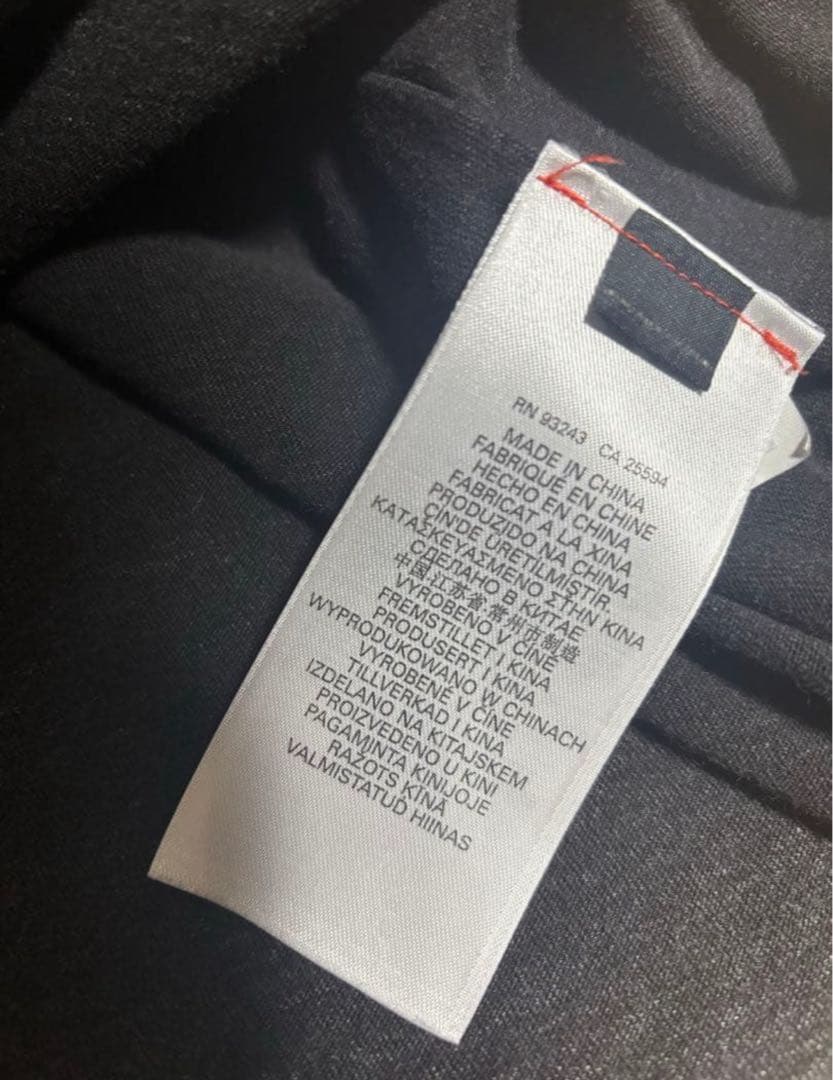 RN 93243 CA 25594
MADE IN CHINA
FABRIQUE EN CHINE
HECHO EN CHINA
FABRICAT A LA XINA
PRODUZIDO NA CHINA
ÇIN'DE ÜRETILMIŞTIR.
ΚΑΤΑΣΚΕΥΑΣΜΕΝΟ ΣΤΗΝ ΚΙΝΑ
СДЕЛАНО В КИТАЕ
中国江苏省常州市制造
VYROBENO V ČÍNĚ
FREMSTILLET I KINA
PRODUSERT I KINA
WYPRODUKOWANO W CHINACH
VYROBENÉ V ČÍNE
TILLVERKAD I KINA
IZDELANO NA KITAJSKEM
PROIZVEDENO U KINI
PAGAMINTA KINIJOJE
RAŽOTS ĶĪNĀ
VALMISTATUD HIINAS